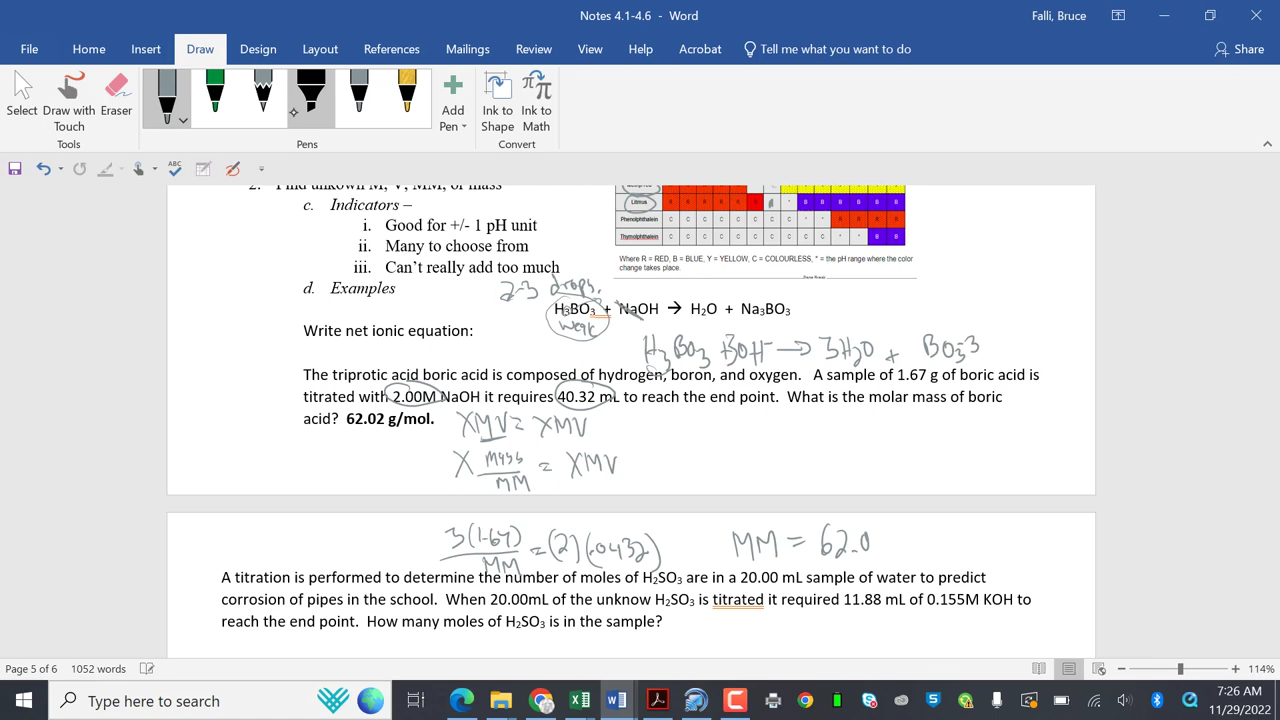 Notes 4.1-4.6 - Word
Falli, Bruce
File Home Insert Draw Design Layout References Mailings Review View Help Acrobat Tell me what you want to do Share
Select Draw with Touch Eraser Add Pen Ink to Shape Ink to Math
Tools Pens Convert
c. Indicators –
i. Good for +/- 1 pH unit
ii. Many to choose from
iii. Can't really add too much
Litmus R R R R R R B B B B B B
Phenolphthalein C C C C C C C C * * R R R R
Thymolphthalein C C C C C C C C C C * * B B
Where R = RED, B = BLUE, Y = YELLOW, C = COLOURLESS, * = the pH range where the color
change takes place.
d. Examples
2-3 drops.
H₃BO₃ + NaOH → H₂O + Na₃BO₃
weak
Write net ionic equation:
H3BO3 + 3OH- → 3H2O + BO3-3
The triprotic acid boric acid is composed of hydrogen, boron, and oxygen. A sample of 1.67 g of boric acid is
titrated with 2.00M NaOH it requires 40.32 mL to reach the end point. What is the molar mass of boric
acid? 62.02 g/mol.
XMV = XMV
X mass/MM = XMV
3(1.67)/MM = (2)(.0432)
MM = 62.0
A titration is performed to determine the number of moles of H₂SO₃ are in a 20.00 mL sample of water to predict
corrosion of pipes in the school. When 20.00mL of the unknow H₂SO₃ is titrated it required 11.88 mL of 0.155M KOH to
reach the end point. How many moles of H₂SO₃ is in the sample?
Page 5 of 6 1052 words 114%
Type here to search
7:26 AM
11/29/2022